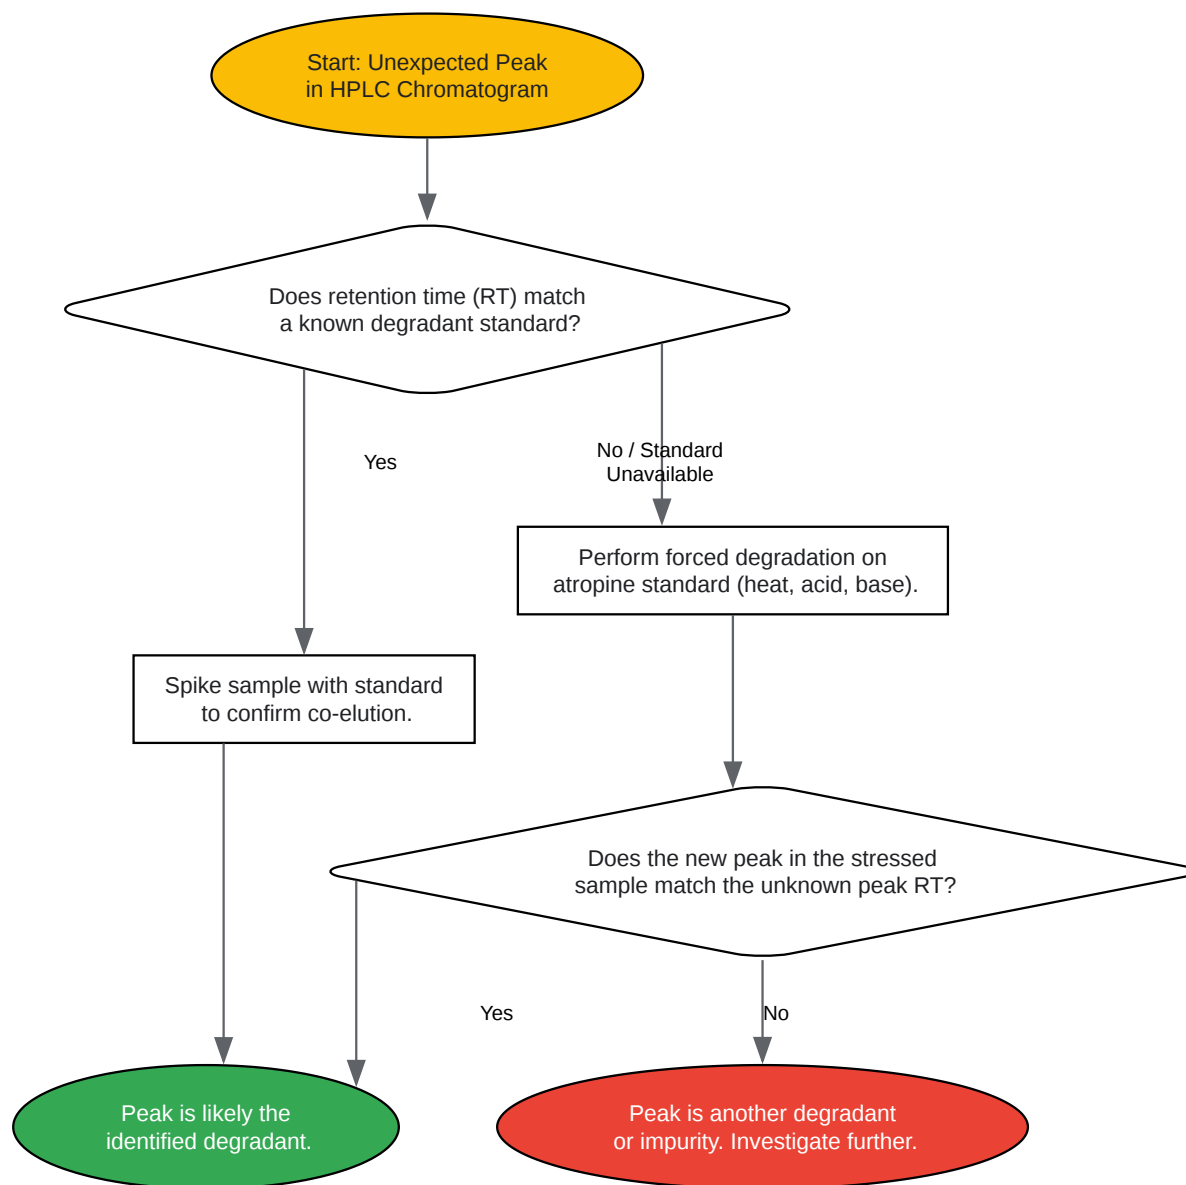 Start: Unexpected Peak
in HPLC Chromatogram
Does retention time (RT) match
a known degradant standard?
Yes
No / Standard
Unavailable
Perform forced degradation on
atropine standard (heat, acid, base).
Spike sample with standard
to confirm co-elution.
Does the new peak in the stressed
sample match the unknown peak RT?
Yes
No
Peak is likely the
identified degradant.
Peak is another degradant
or impurity. Investigate further.